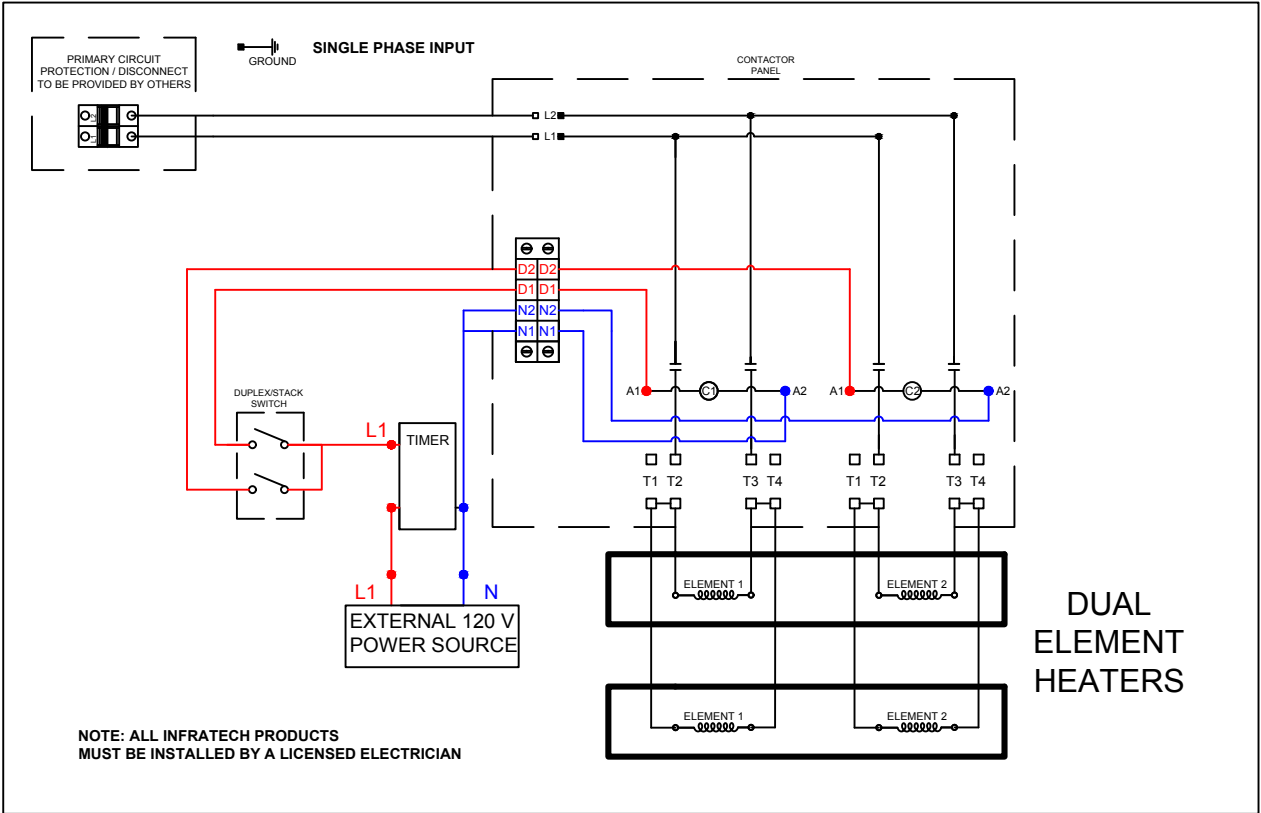 PRIMARY CIRCUIT
PROTECTION / DISCONNECT
TO BE PROVIDED BY OTHERS
GROUND
SINGLE PHASE INPUT
CONTACTOR
PANEL
L2
L1
L2
L1
D2 D2
D1 D1
N2 N2
N1 N1
DUPLEX/STACK
SWITCH
L1
TIMER
A1 C1 A2 A1 C2 A2
T1 T2 T3 T4 T1 T2 T3 T4
L1 N
EXTERNAL 120 V
POWER SOURCE
ELEMENT 1 ELEMENT 2
ELEMENT 1 ELEMENT 2
DUAL
ELEMENT
HEATERS
NOTE: ALL INFRATECH PRODUCTS
MUST BE INSTALLED BY A LICENSED ELECTRICIAN